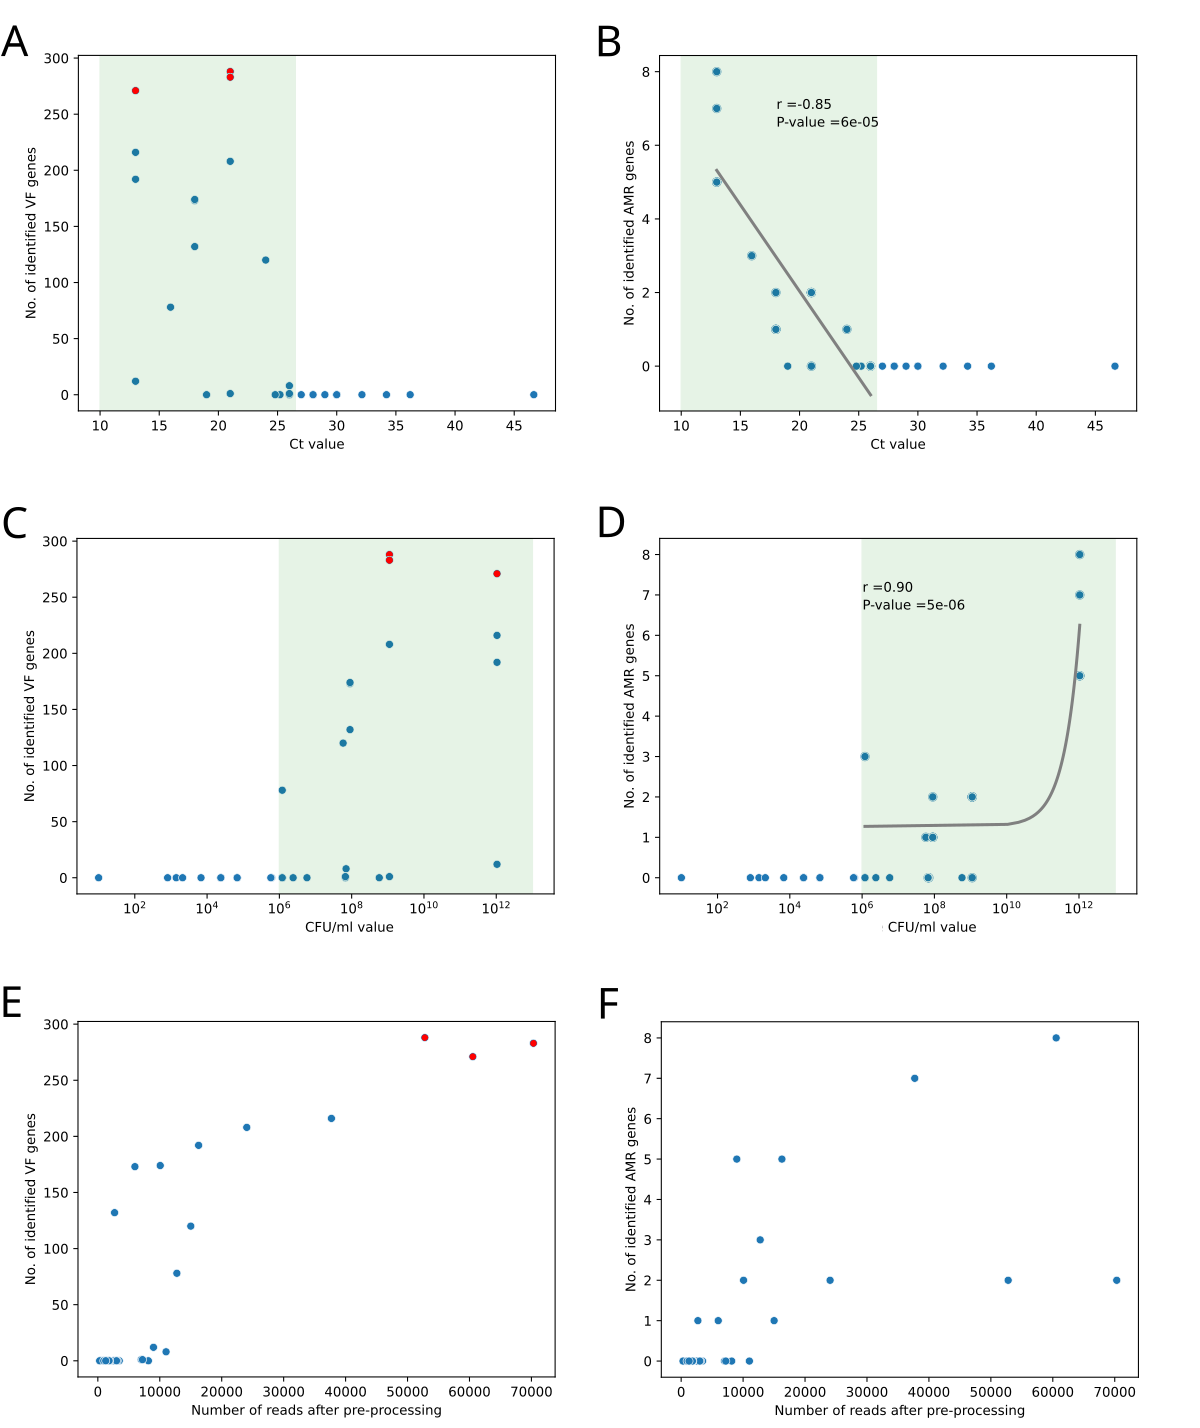 A
300
250
200
150
100
50
0
No. of identified VF genes
10 15 20 25 30 35 40 45
Ct value
B
8
6
4
2
0
No. of identified AMR genes
r =-0.85
P-value =6e-05
10 15 20 25 30 35 40 45
Ct value
C
300
250
200
150
100
50
0
No. of identified VF genes
10² 10⁴ 10⁶ 10⁸ 10¹⁰ 10¹²
CFU/ml value
D
8
7
6
5
4
3
2
1
0
No. of identified AMR genes
r =0.90
P-value =5e-06
10² 10⁴ 10⁶ 10⁸ 10¹⁰ 10¹²
CFU/ml value
E
300
250
200
150
100
50
0
No. of identified VF genes
0 10000 20000 30000 40000 50000 60000 70000
Number of reads after pre-processing
F
8
7
6
5
4
3
2
1
0
No. of identified AMR genes
0 10000 20000 30000 40000 50000 60000 70000
Number of reads after pre-processing